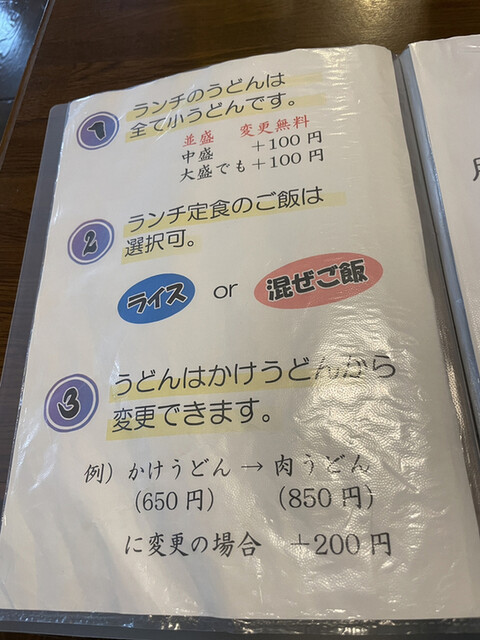 1 ランチのうどんは
全て小うどんです。
並盛 変更無料
中盛 +100円
大盛でも+100円
2 ランチ定食のご飯は
選択可。
ライス or 混ぜご飯
3 うどんはかけうどんから
変更できます。
例）かけうどん→肉うどん
(650円) (850円)
に変更の場合 +200円